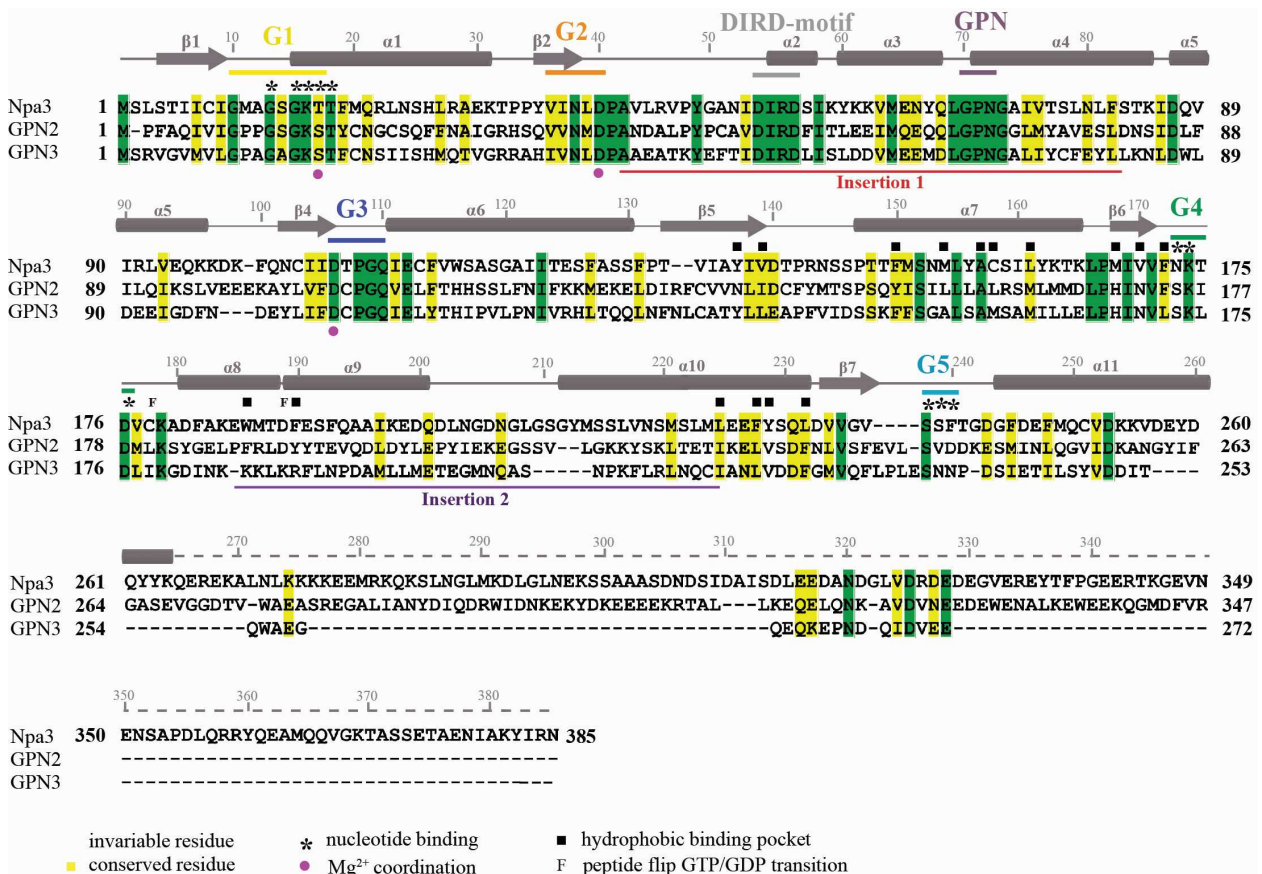 G1 G2 DIRD-motif GPN
β1 10 20 α1 30 β2 40 50 α2 60 α3 70 α4 80 α5
* * * * *
Npa3 1 MSLSTIICIGMAGSGKTTFMQRLNSHLRAEKTPPYVINLDPAVLRVPYGANIDIRDSIKYKKVMENYQLGPNGAIVTSLNLFSTKIDQV 89
GPN2 1 M-PFAQIVIGPPGSGKSTYCNGCSQFFNAIGRHSQVVNMDPANDALPYPCAVDIRDFITLEEIMQEQQLGPNGGLMYAVESLDNSIDLF 88
GPN3 1 MSRVGVMVLGPAGAGKSTFCNSIISHMQTVGRRAHIVNLDPAAEATKYEFTIDIRDLISLDDVMEEMDLGPNGALIYCFEYLLKNLDWL 89
Insertion 1
90 α5 100 β4 G3 110 α6 120 130 β5 140 150 α7 160 β6 170 G4
**
Npa3 90 IRLVEQKKDK-FQNCIIDTPGQIECFVWSASGAIITESFASSFPT--VIAYIVDTPRNSSPTTFMSNMLYACSILYKTKLPMIVVFNKT 175
GPN2 89 ILQIKSLVEEEKAYLVFDCPGQVELFTHHSSLFNIFKKMEKELDIRFCVVNLIDCFYMTSPSQYISILLLALRSMLMMDLPHINVFSKI 177
GPN3 90 DEEIGDFN---DEYLIFDCPGQIELYTHIPVLPNIVRHLTQQLNFNLCATYLLEAPFVIDSSKFFSGALSAMSAMILLELPHINVLSKL 175
180 α8 190 α9 200 210 220 α10 230 β7 G5 240 250 α11 260
* F F ***
Npa3 176 DVCKADFAKEWMTDFESFQAAIKEDQDLNGDNGLGSGYMSSLVNSMSLMLEEFYSQLDVVGV----SSFTGDGFDEFMQCVDKKVDEYD 260
GPN2 178 DMLKSYGELPFRLDYYTEVQDLDYLEPYIEKEGSSV--LGKKYSKLTETIKELVSDFNLVSFEVL-SVDDKESMINLQGVIDKANGYIF 263
GPN3 176 DLIKGDINK-KKLKRFLNPDAMLLMETEGMNQAS-----NPKFLRLNQCIANLVDDFGMVQFLPLESNNP-DSIETILSYVDDIT---- 253
Insertion 2
270 280 290 300 310 320 330 340
Npa3 261 QYYKQEREKALNLKKKKEEMRKQKSLNGLMKDLGLNEKSSAAASDNDSIDAISDLEEDANDGLVDRDEDEGVEREYTFPGEERTKGEVN 349
GPN2 264 GASEVGGDTV-WAEASREGALIANYDIQDRWIDNKEKYDKEEEEKRTAL---LKEQELQNK-AVDVNEEDEWENALKEWEEKQGMDFVR 347
GPN3 254 ----------QWAEG--------------------------------------QEQKEPND-QIDVEE--------------------- 272
350 360 370 380
Npa3 350 ENSAPDLQRRYQEAMQQVGKTASSETAENIAKYIRN 385
GPN2 ------------------------------------
GPN3 ------------------------------------
invariable residue * nucleotide binding ■ hydrophobic binding pocket
conserved residue ● Mg²⁺ coordination F peptide flip GTP/GDP transition